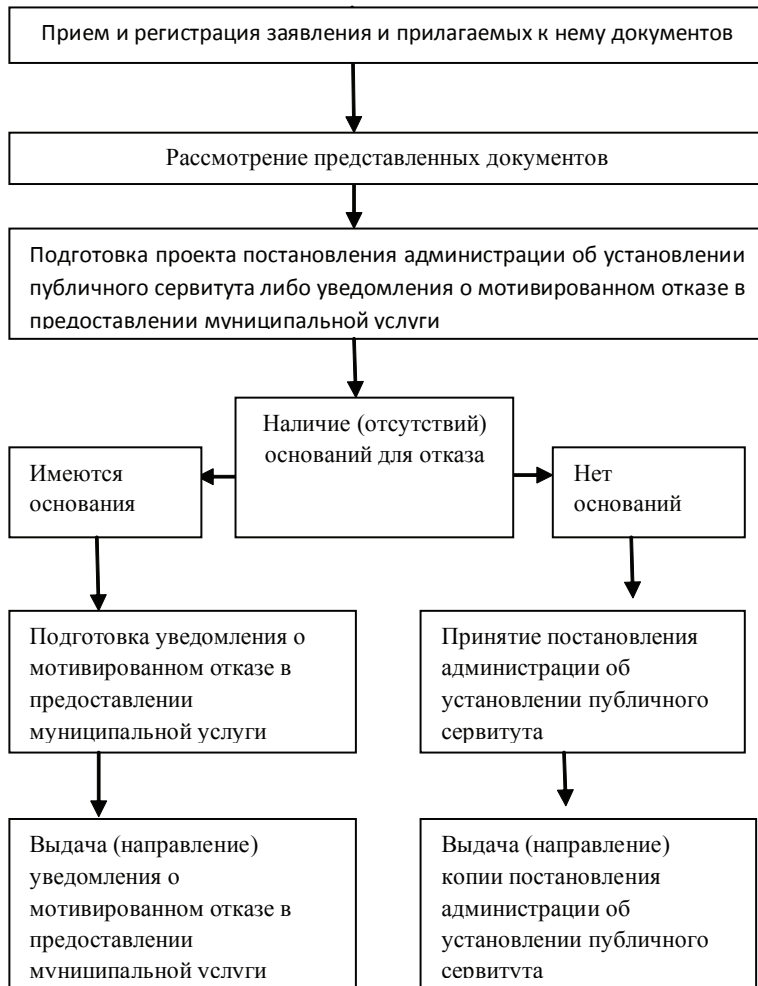 Прием и регистрация заявления и прилагаемых к нему документов
Рассмотрение представленных документов
Подготовка проекта постановления администрации об установлении
публичного сервитута либо уведомления о мотивированном отказе в
предоставлении муниципальной услуги
Наличие (отсутствий)
оснований для отказа
Имеются
основания
Нет
оснований
Подготовка уведомления о
мотивированном отказе в
предоставлении
муниципальной услуги
Принятие постановления
администрации об
установлении публичного
сервитута
Выдача (направление)
уведомления о
мотивированном отказе в
предоставлении
муниципальной услуги
Выдача (направление)
копии постановления
администрации об
установлении публичного
сервитута